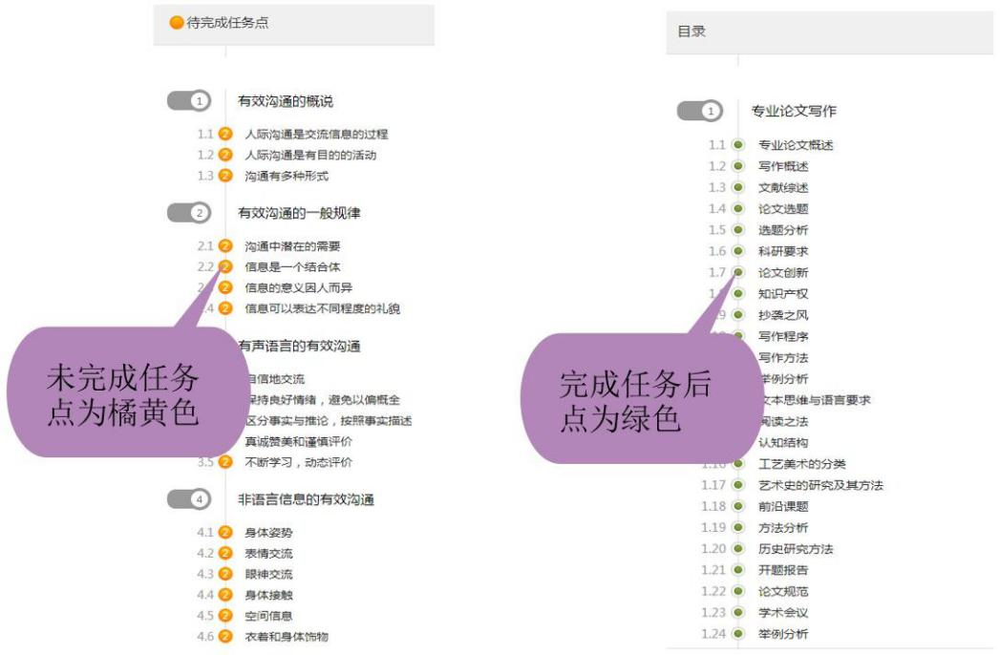 待完成任务点
1 有效沟通的概说
1.1 2 人际沟通是交流信息的过程
1.2 2 人际沟通是有目的的活动
1.3 2 沟通有多种形式
2 有效沟通的一般规律
2.1 2 沟通中潜在的需要
2.2 2 信息是一个结合体
2 信息的意义因人而异
.4 2 信息可以表达不同程度的礼貌
有声语言的有效沟通
自信地交流
保持良好情绪，避免以偏概全
区分事实与推论，按照事实描述
真诚赞美和谨慎评价
3.5 2 不断学习，动态评价
4 非语言信息的有效沟通
4.1 2 身体姿势
4.2 2 表情交流
4.3 2 眼神交流
4.4 2 身体接触
4.5 2 空间信息
4.6 2 衣着和身体饰物
未完成任务
点为橘黄色
目录
1 专业论文写作
1.1 专业论文概述
1.2 写作概述
1.3 文献综述
1.4 论文选题
1.5 选题分析
1.6 科研要求
1.7 论文创新
1.8 知识产权
.9 抄袭之风
写作程序
写作方法
举例分析
文本思维与语言要求
阅读之法
认知结构
1.16 工艺美术的分类
1.17 艺术史的研究及其方法
1.18 前沿课题
1.19 方法分析
1.20 历史研究方法
1.21 开题报告
1.22 论文规范
1.23 学术会议
1.24 举例分析
完成任务后
点为绿色